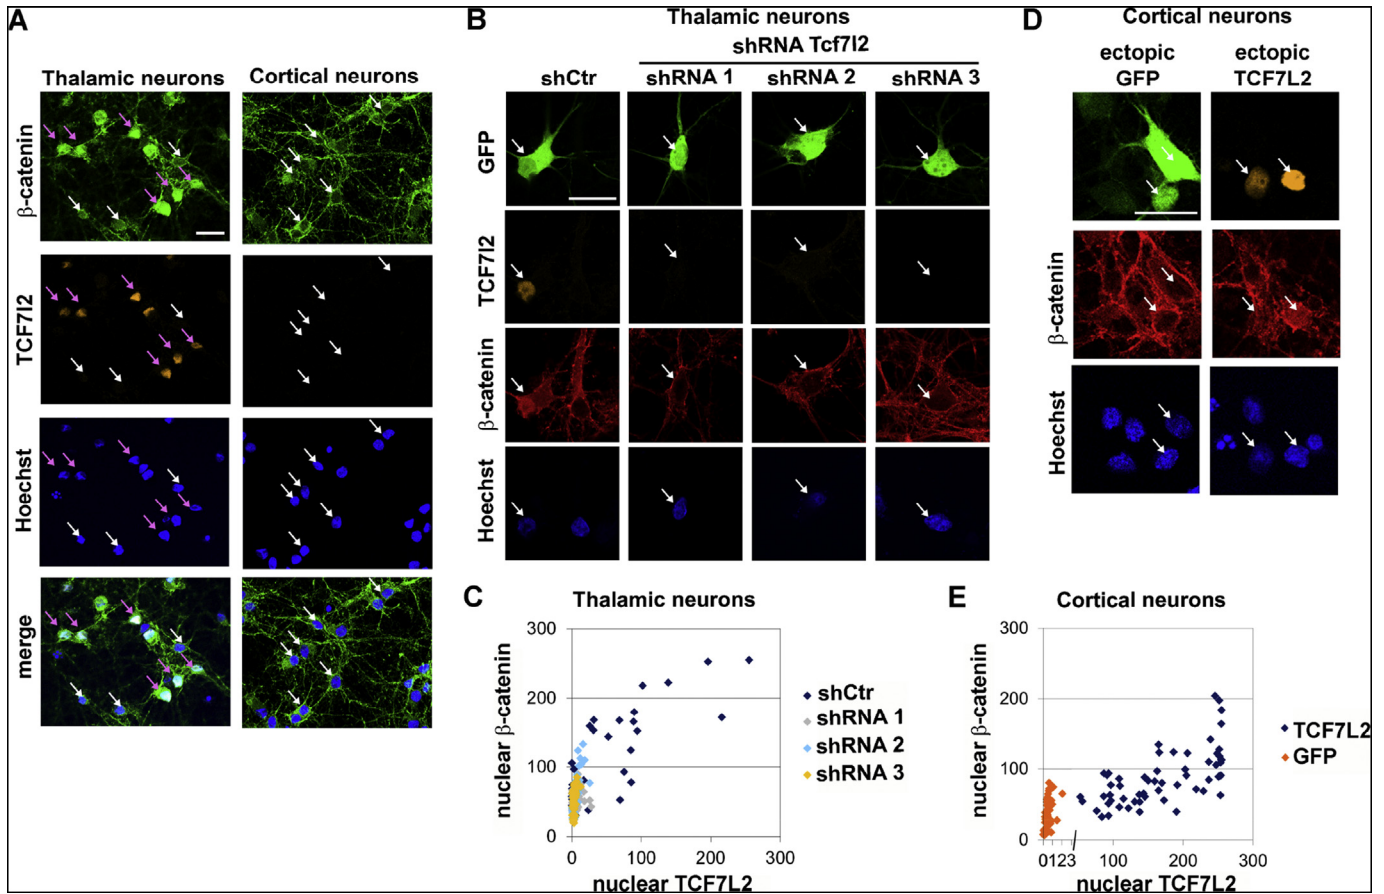 A
Thalamic neurons
Cortical neurons
β-catenin
TCF7l2
Hoechst
merge
B
Thalamic neurons
shRNA Tcf7l2
shCtr
shRNA 1
shRNA 2
shRNA 3
GFP
TCF7l2
β-catenin
Hoechst
D
Cortical neurons
ectopic
GFP
ectopic
TCF7L2
β-catenin
Hoechst
C
Thalamic neurons
nuclear β-catenin
300
200
100
0
0
100
200
300
nuclear TCF7L2
shCtr
shRNA 1
shRNA 2
shRNA 3
E
Cortical neurons
nuclear β-catenin
300
200
100
0
0123
100
200
300
nuclear TCF7L2
TCF7L2
GFP